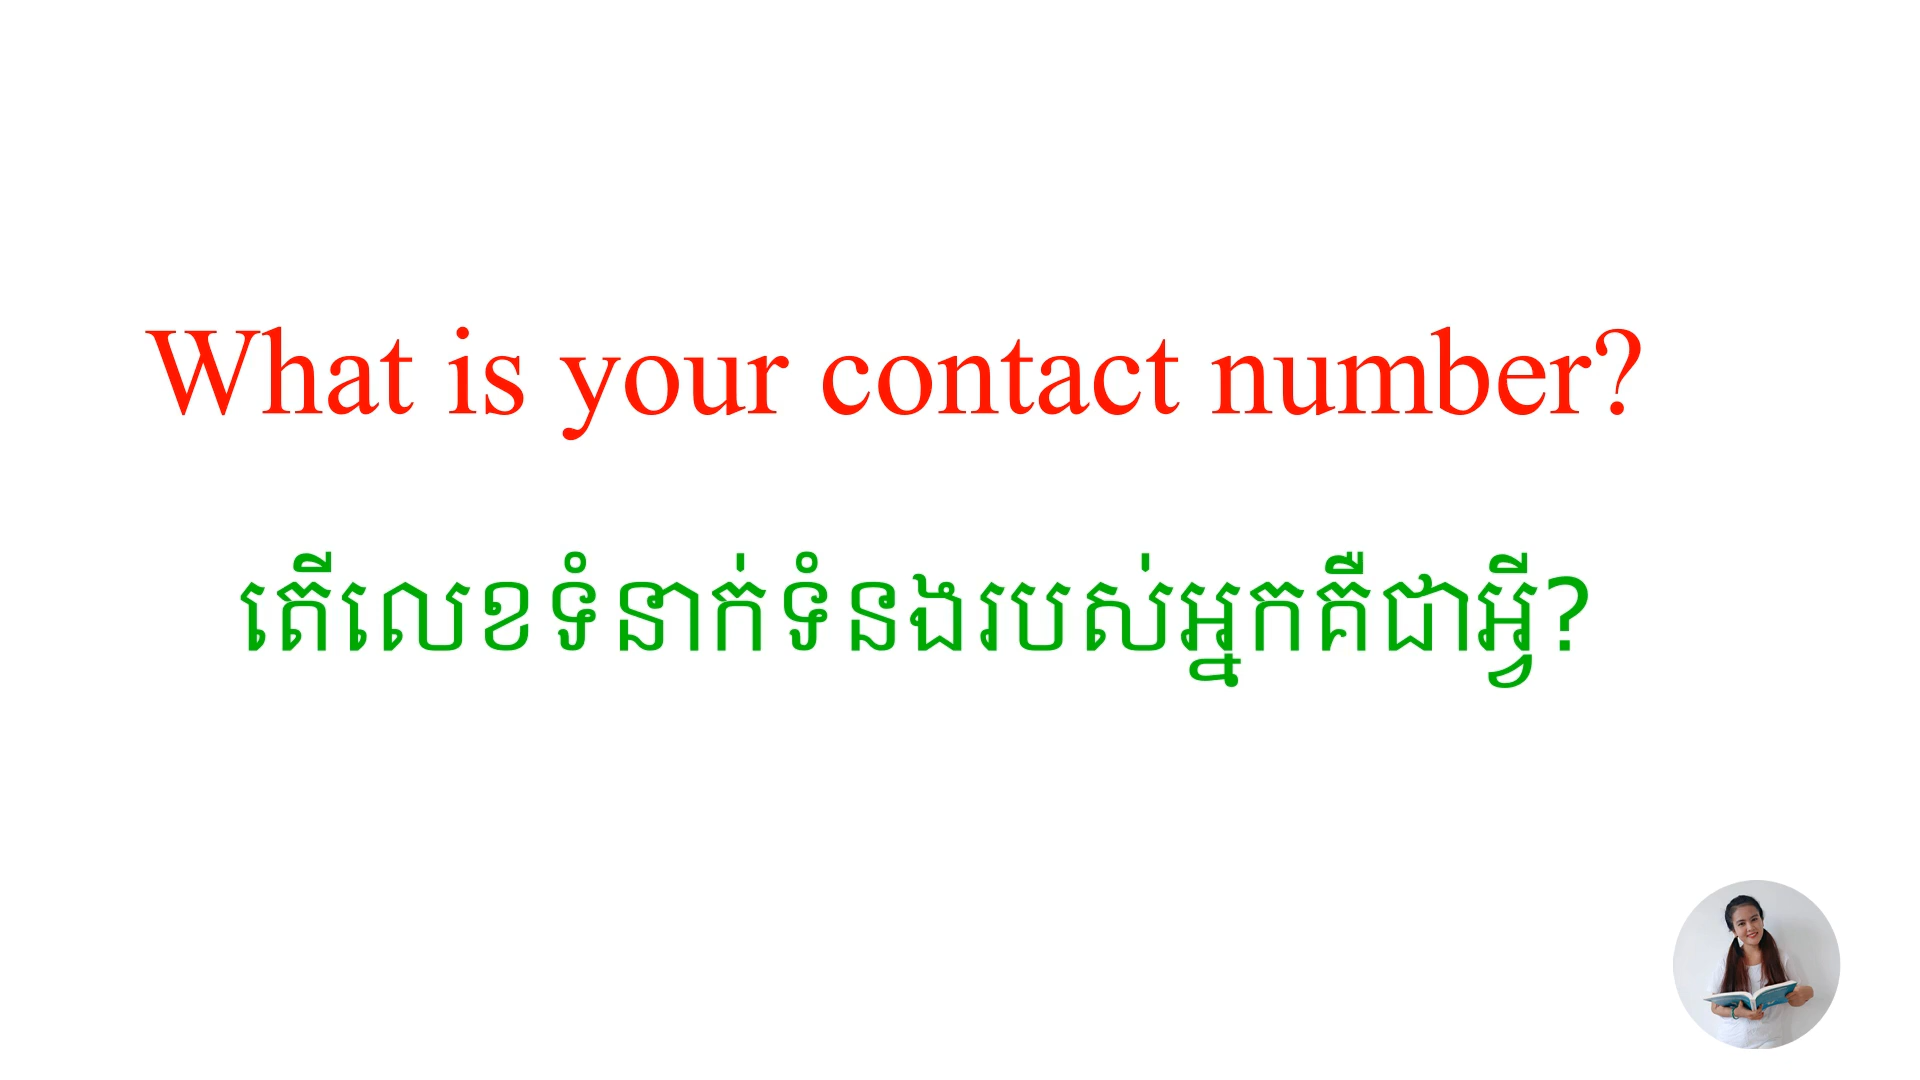 What is your contact number?
តើលេខទំនាក់ទំនងរបស់អ្នកគឺជាអ្វី?